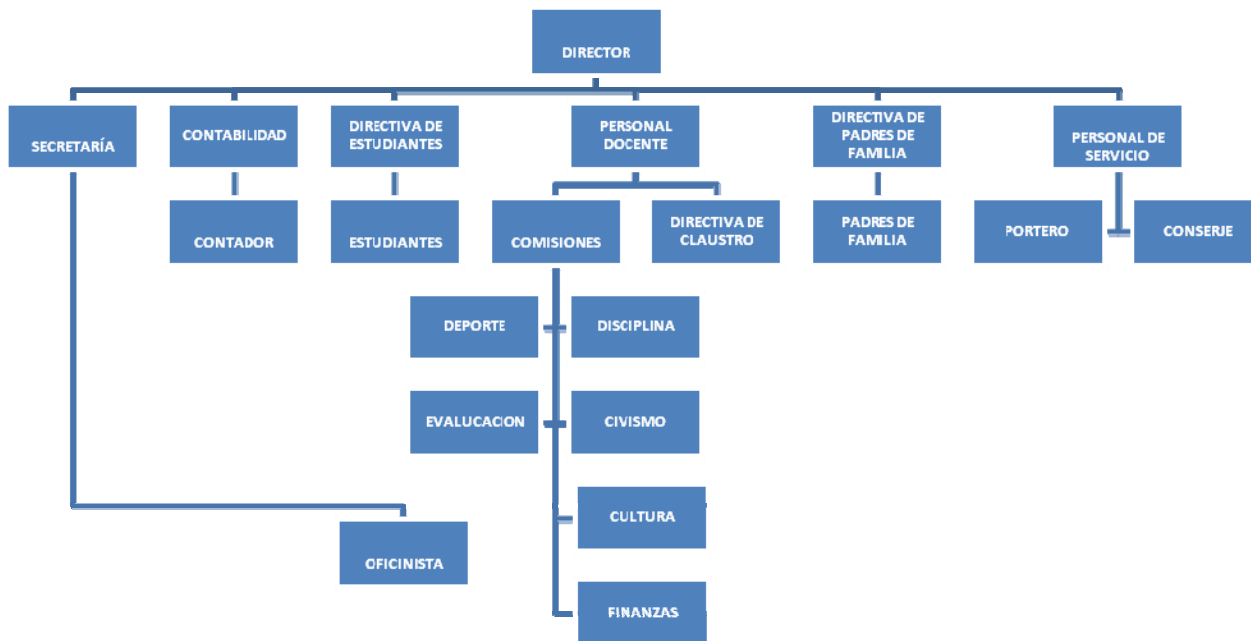 DIRECTOR
SECRETARÍA
CONTABILIDAD
DIRECTIVA DE
ESTUDIANTES
PERSONAL
DOCENTE
DIRECTIVA DE
PADRES DE
FAMILIA
PERSONAL DE
SERVICIO
CONTADOR
ESTUDIANTES
COMISIONES
DIRECTIVA DE
CLAUSTRO
PADRES DE
FAMILIA
PORTERO
CONSERJE
DEPORTE
DISCIPLINA
EVALUCACION
CIVISMO
CULTURA
OFICINISTA
FINANZAS